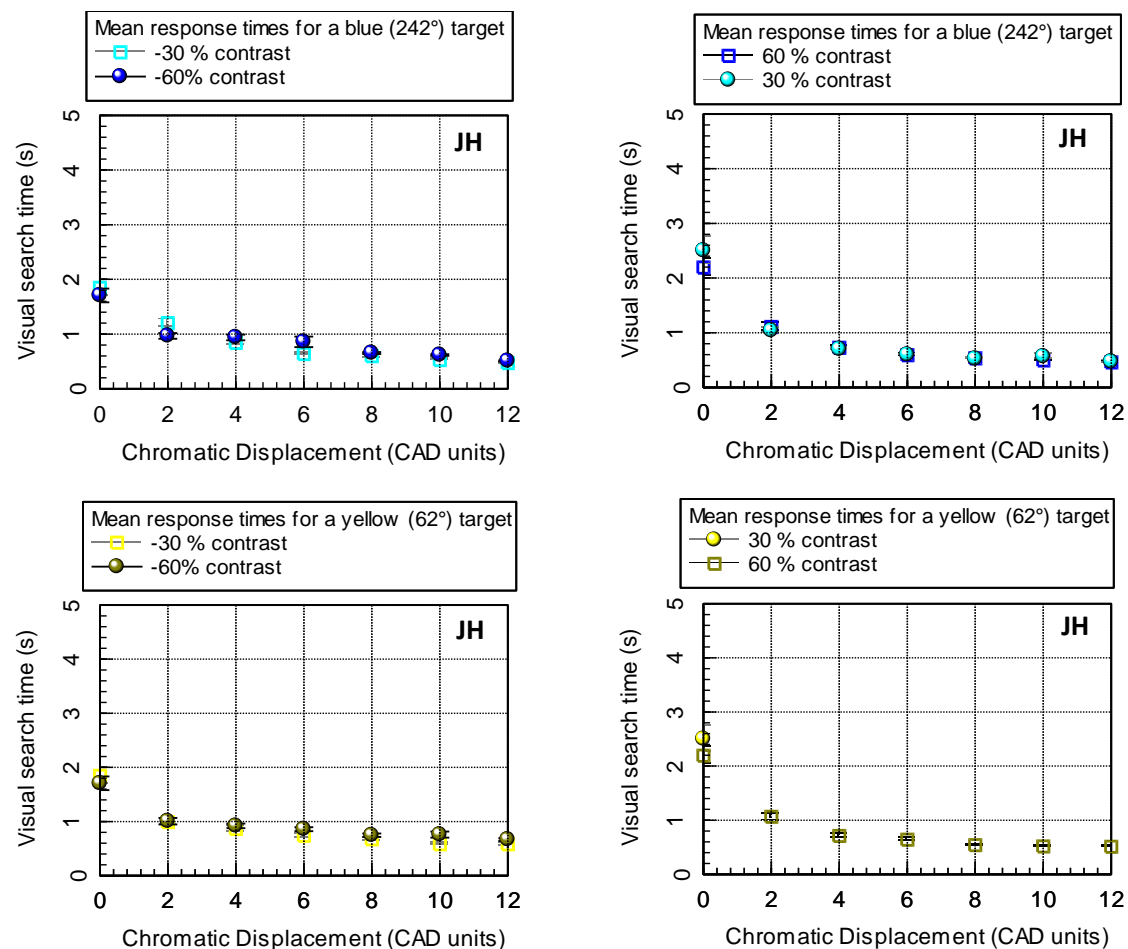 Mean response times for a blue (242°) target
-30 % contrast
-60% contrast
JH
Visual search time (s)
5
4
3
2
1
0
0 2 4 6 8 10 12
Chromatic Displacement (CAD units)
Mean response times for a blue (242°) target
60 % contrast
30 % contrast
JH
Visual search time (s)
5
4
3
2
1
0
0 2 4 6 8 10 12
Chromatic Displacement (CAD units)
Mean response times for a yellow (62°) target
-30 % contrast
-60% contrast
JH
Visual search time (s)
5
4
3
2
1
0
0 2 4 6 8 10 12
Chromatic Displacement (CAD units)
Mean response times for a yellow (62°) target
30 % contrast
60 % contrast
JH
Visual search time (s)
5
4
3
2
1
0
0 2 4 6 8 10 12
Chromatic Displacement (CAD units)